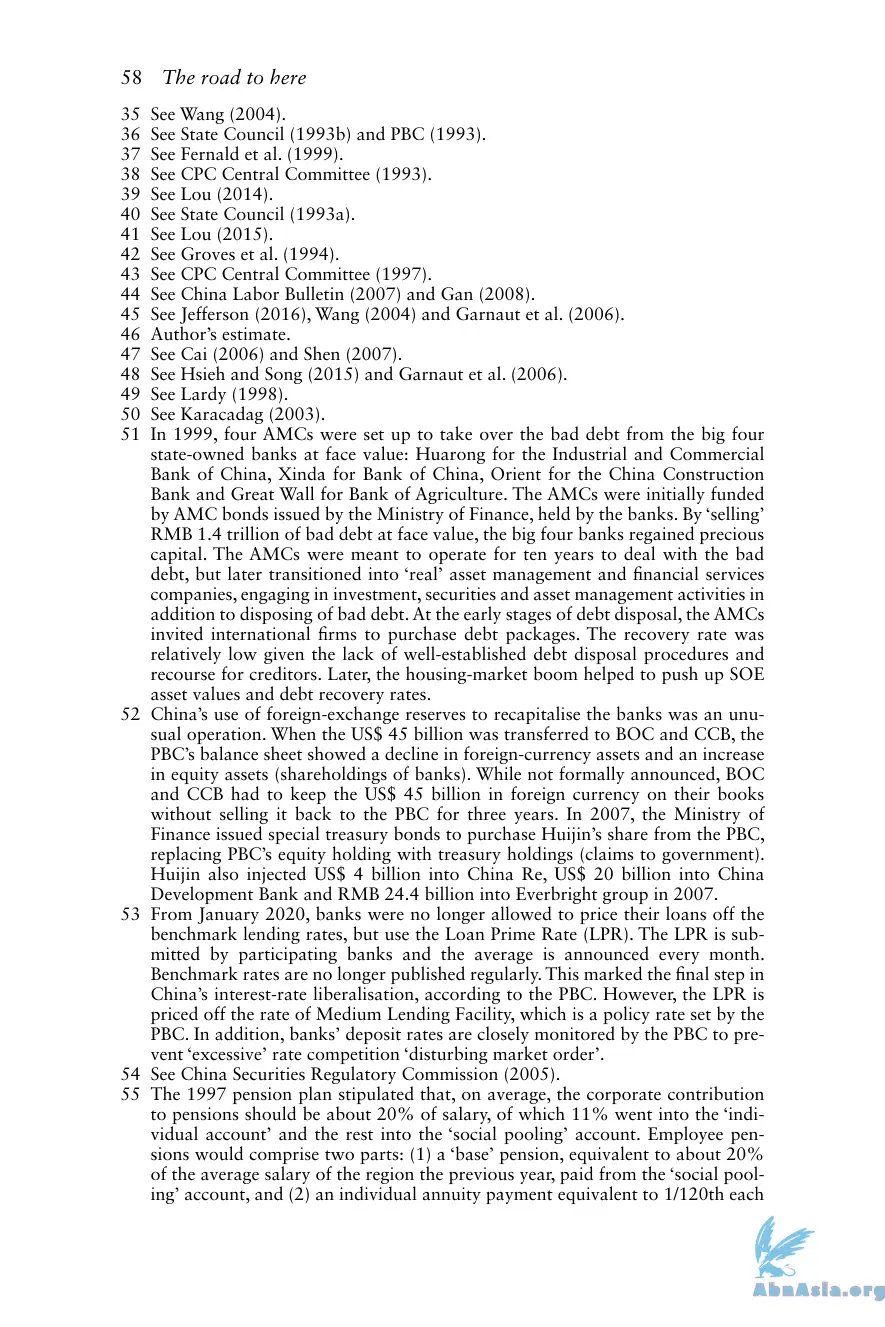 58 The road to here
35 See Wang (2004).
36 See State Council (1993b) and PBC (1993).
37 See Fernald et al. (1999).
38 See CPC Central Committee (1993).
39 See Lou (2014).
40 See State Council (1993a).
41 See Lou (2015).
42 See Groves et al. (1994).
43 See CPC Central Committee (1997).
44 See China Labor Bulletin (2007) and Gan (2008).
45 See Jefferson (2016), Wang (2004) and Garnaut et al. (2006).
46 Author’s estimate.
47 See Cai (2006) and Shen (2007).
48 See Hsieh and Song (2015) and Garnaut et al. (2006).
49 See Lardy (1998).
50 See Karacadag (2003).
51 In 1999, four AMCs were set up to take over the bad debt from the big four
state-owned banks at face value: Huarong for the Industrial and Commercial
Bank of China, Xinda for Bank of China, Orient for the China Construction
Bank and Great Wall for Bank of Agriculture. The AMCs were initially funded
by AMC bonds issued by the Ministry of Finance, held by the banks. By ‘selling’
RMB 1.4 trillion of bad debt at face value, the big four banks regained precious
capital. The AMCs were meant to operate for ten years to deal with the bad
debt, but later transitioned into ‘real’ asset management and financial services
companies, engaging in investment, securities and asset management activities in
addition to disposing of bad debt. At the early stages of debt disposal, the AMCs
invited international firms to purchase debt packages. The recovery rate was
relatively low given the lack of well-established debt disposal procedures and
recourse for creditors. Later, the housing-market boom helped to push up SOE
asset values and debt recovery rates.
52 China’s use of foreign-exchange reserves to recapitalise the banks was an unu-
sual operation. When the US$ 45 billion was transferred to BOC and CCB, the
PBC’s balance sheet showed a decline in foreign-currency assets and an increase
in equity assets (shareholdings of banks). While not formally announced, BOC
and CCB had to keep the US$ 45 billion in foreign currency on their books
without selling it back to the PBC for three years. In 2007, the Ministry of
Finance issued special treasury bonds to purchase Huijin’s share from the PBC,
replacing PBC’s equity holding with treasury holdings (claims to government).
Huijin also injected US$ 4 billion into China Re, US$ 20 billion into China
Development Bank and RMB 24.4 billion into Everbright group in 2007.
53 From January 2020, banks were no longer allowed to price their loans off the
benchmark lending rates, but use the Loan Prime Rate (LPR). The LPR is sub-
mitted by participating banks and the average is announced every month.
Benchmark rates are no longer published regularly. This marked the final step in
China’s interest-rate liberalisation, according to the PBC. However, the LPR is
priced off the rate of Medium Lending Facility, which is a policy rate set by the
PBC. In addition, banks’ deposit rates are closely monitored by the PBC to pre-
vent ‘excessive’ rate competition ‘disturbing market order’.
54 See China Securities Regulatory Commission (2005).
55 The 1997 pension plan stipulated that, on average, the corporate contribution
to pensions should be about 20% of salary, of which 11% went into the ‘indi-
vidual account’ and the rest into the ‘social pooling’ account. Employee pen-
sions would comprise two parts: (1) a ‘base’ pension, equivalent to about 20%
of the average salary of the region the previous year, paid from the ‘social pool-
ing’ account, and (2) an individual annuity payment equivalent to 1/120th each
AbnAsia.org